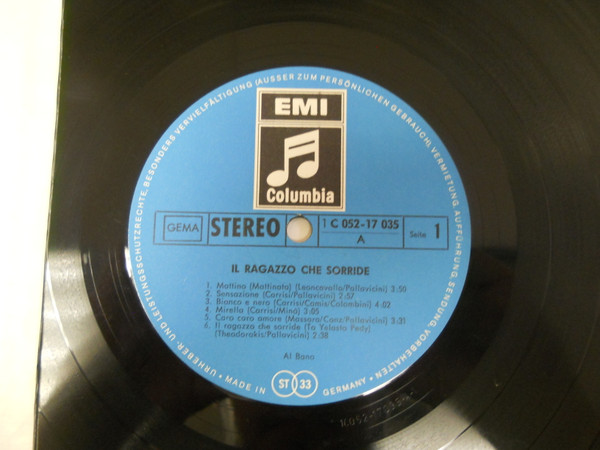 URHEBER- UND LEISTUNGSSCHUTZRECHTE, BESONDERS VERVIELFÄLTIGUNG (AUSSER ZUM PERSÖNLICHEN GEBRAUCH), VERMIETUNG, AUFFÜHRUNG, SENDUNG, VORBEHALTEN •
EMI
Columbia
GEMA
STEREO
1 C 052-17 035
A
Seite 1
IL RAGAZZO CHE SORRIDE
1. Mattino (Mattinata) (Leoncavallo/Pallavicini) 3:50
2. Sensazione (Carrisi/Pallavicini) 2:57
3. Bianco e nero (Carrisi/Camis/Colombini) 4:02
4. Mirella (Carrisi/Mina) 3:05
5. Caro caro amore (Massara/Canz/Pallavicini) 3:31
6. Il ragazzo che sorride (To Yelasto Pedy)
(Theodorakis/Pallavicini) 2:38
Al Bano
• MADE IN
ST 33
GERMANY •